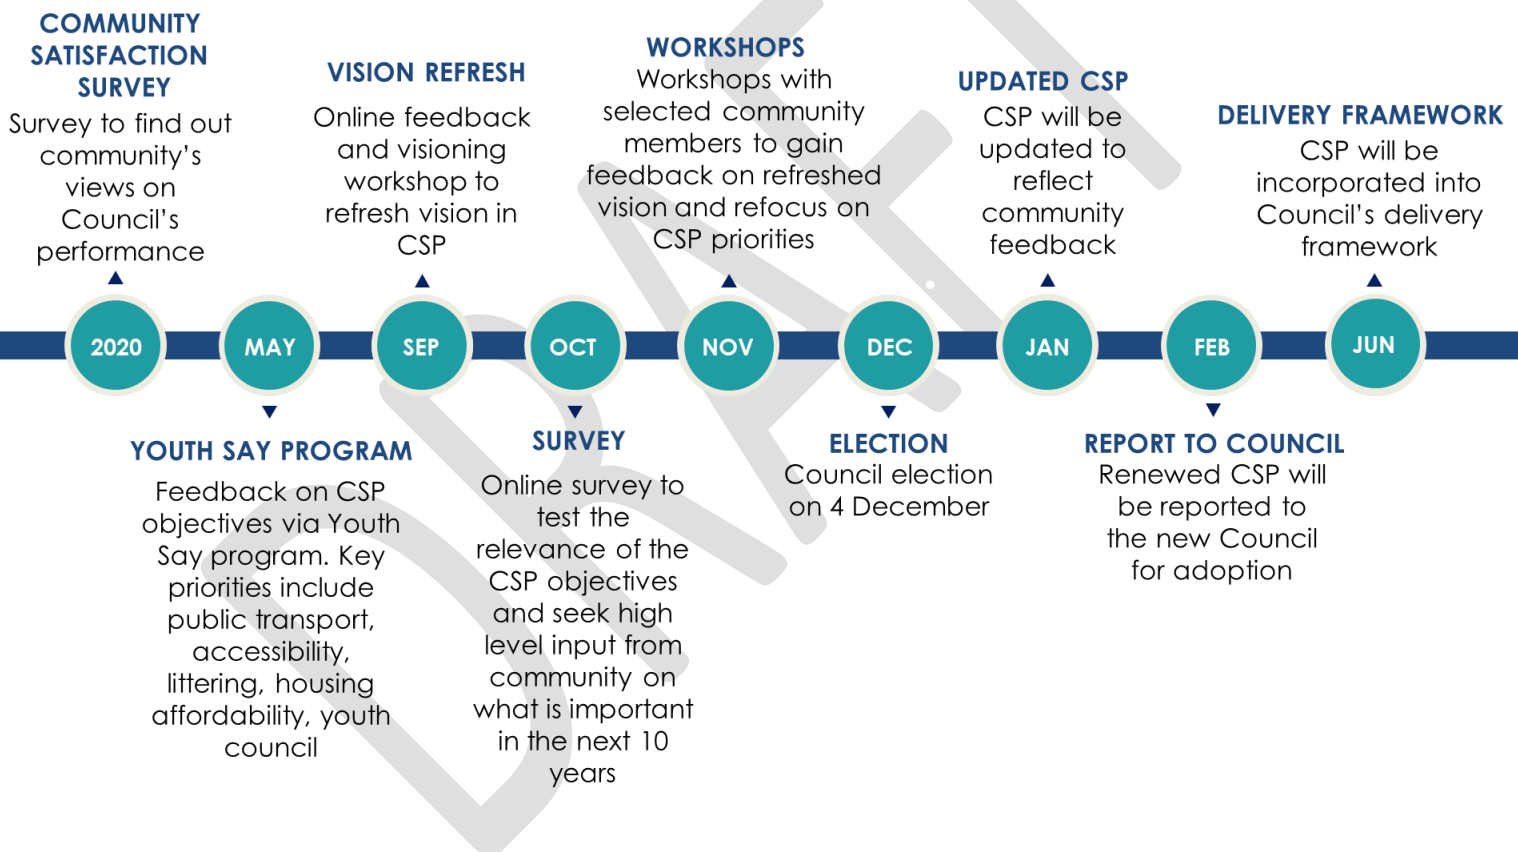 COMMUNITY
SATISFACTION
SURVEY
Survey to find out
community's
views on
Council's
performance
VISION REFRESH
Online feedback
and visioning
workshop to
refresh vision in
CSP
WORKSHOPS
Workshops with
selected community
members to gain
feedback on refreshed
vision and refocus on
CSP priorities
UPDATED CSP
CSP will be
updated to
reflect
community
feedback
DELIVERY FRAMEWORK
CSP will be
incorporated into
Council's delivery
framework
2020
MAY
SEP
OCT
NOV
DEC
JAN
FEB
JUN
YOUTH SAY PROGRAM
Feedback on CSP
objectives via Youth
Say program. Key
priorities include
public transport,
accessibility,
littering, housing
affordability, youth
council
SURVEY
Online survey to
test the
relevance of the
CSP objectives
and seek high
level input from
community on
what is important
in the next 10
years
ELECTION
Council election
on 4 December
REPORT TO COUNCIL
Renewed CSP will
be reported to
the new Council
for adoption
DRAFT